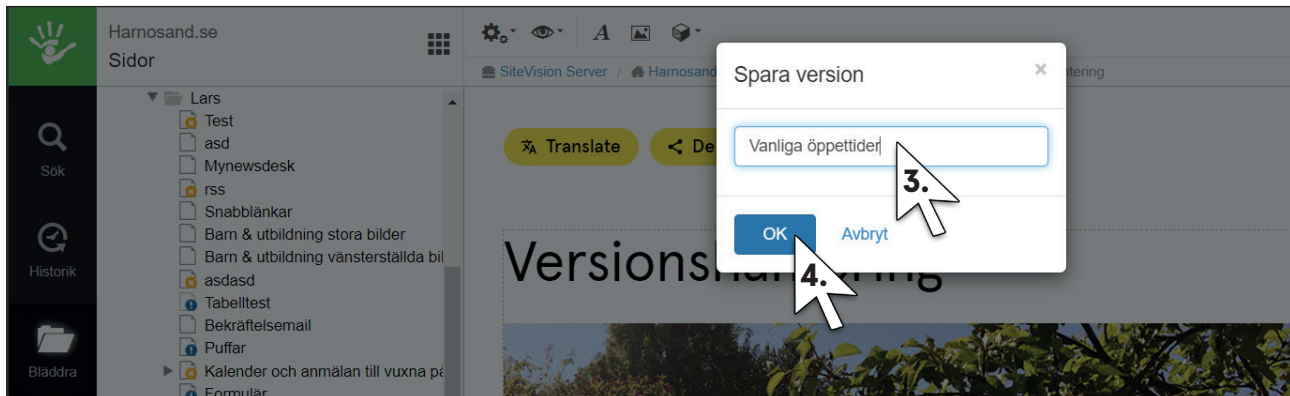 Harnosand.se
Sidor
A
SiteVision Server / Harnosand
tering
Sök
Historik
Bläddra
Lars
Test
asd
Mynewsdesk
rss
Snabblänkar
Barn & utbildning stora bilder
Barn & utbildning vänsterställda bil
asdasd
Tabelltest
Bekräftelsemail
Puffar
Kalender och anmälan till vuxna på
Formulär
Translate
De
Spara version
×
Vanliga öppettider
3.
OK
Avbryt
4.